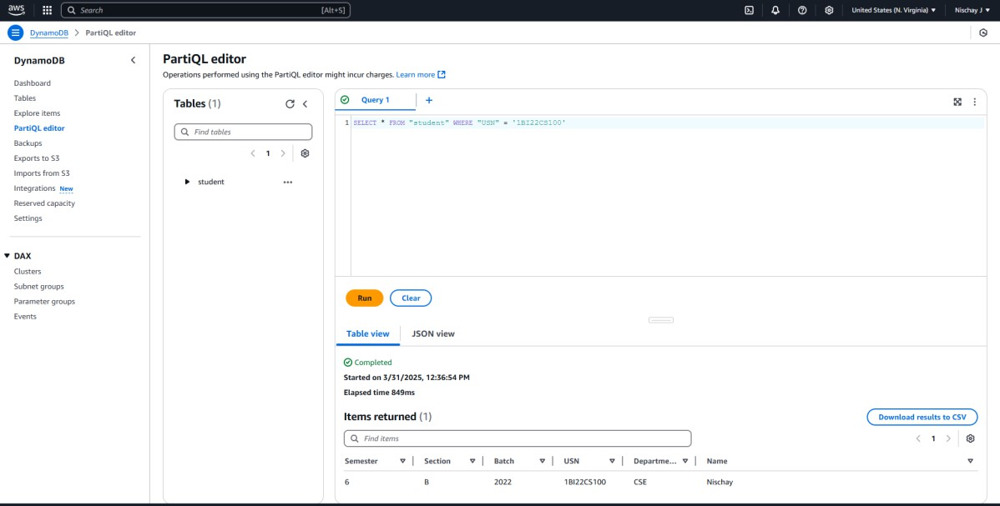 aws Search [Alt+S] United States (N. Virginia) Nischay J
DynamoDB PartiQL editor
DynamoDB
Dashboard
Tables
Explore items
PartiQL editor
Backups
Exports to S3
Imports from S3
Integrations New
Reserved capacity
Settings
DAX
Clusters
Subnet groups
Parameter groups
Events
PartiQL editor
Operations performed using the PartiQL editor might incur charges. Learn more
Tables (1)
Find tables
1
student
Query 1
1 SELECT * FROM "student" WHERE "USN" = '1BI22CS100'
Run Clear
Table view JSON view
Completed
Started on 3/31/2025, 12:36:54 PM
Elapsed time 849ms
Items returned (1) Download results to CSV
Find items 1
Semester Section Batch USN Departme... Name
6 B 2022 1BI22CS100 CSE Nischay